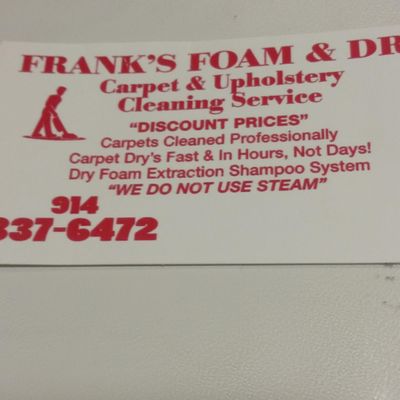 FRANK'S FOAM & DR
Carpet & Upholstery
Cleaning Service
"DISCOUNT PRICES"
Carpets Cleaned Professionally
Carpet Dry's Fast & In Hours, Not Days!
Dry Foam Extraction Shampoo System
"WE DO NOT USE STEAM"
914
337-6472